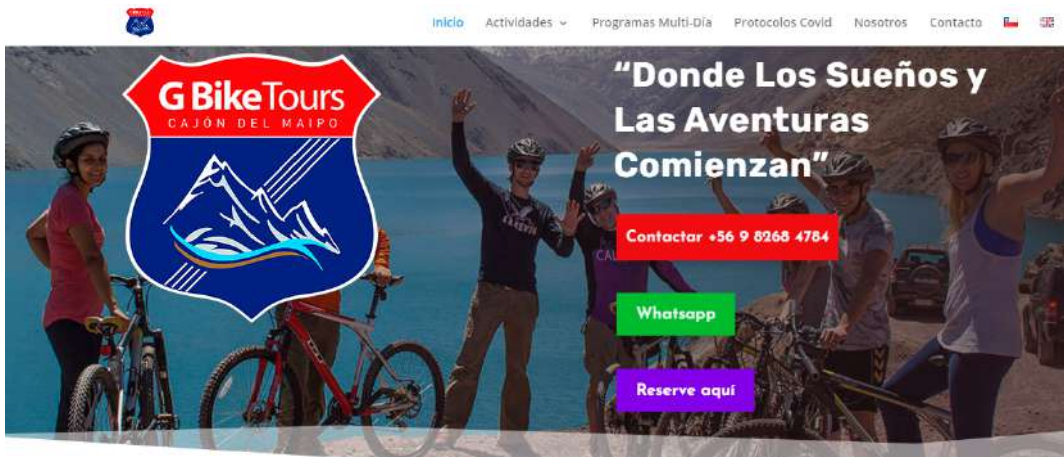 Inicio Actividades Programas Multi-Día Protocolos Covid Nosotros Contacto
G BikeTours
CAJÓN DEL MAIPO
“Donde Los Sueños y
Las Aventuras
Comienzan”
Contactar +56 9 8268 4784
Whatsapp
Reserve aquí